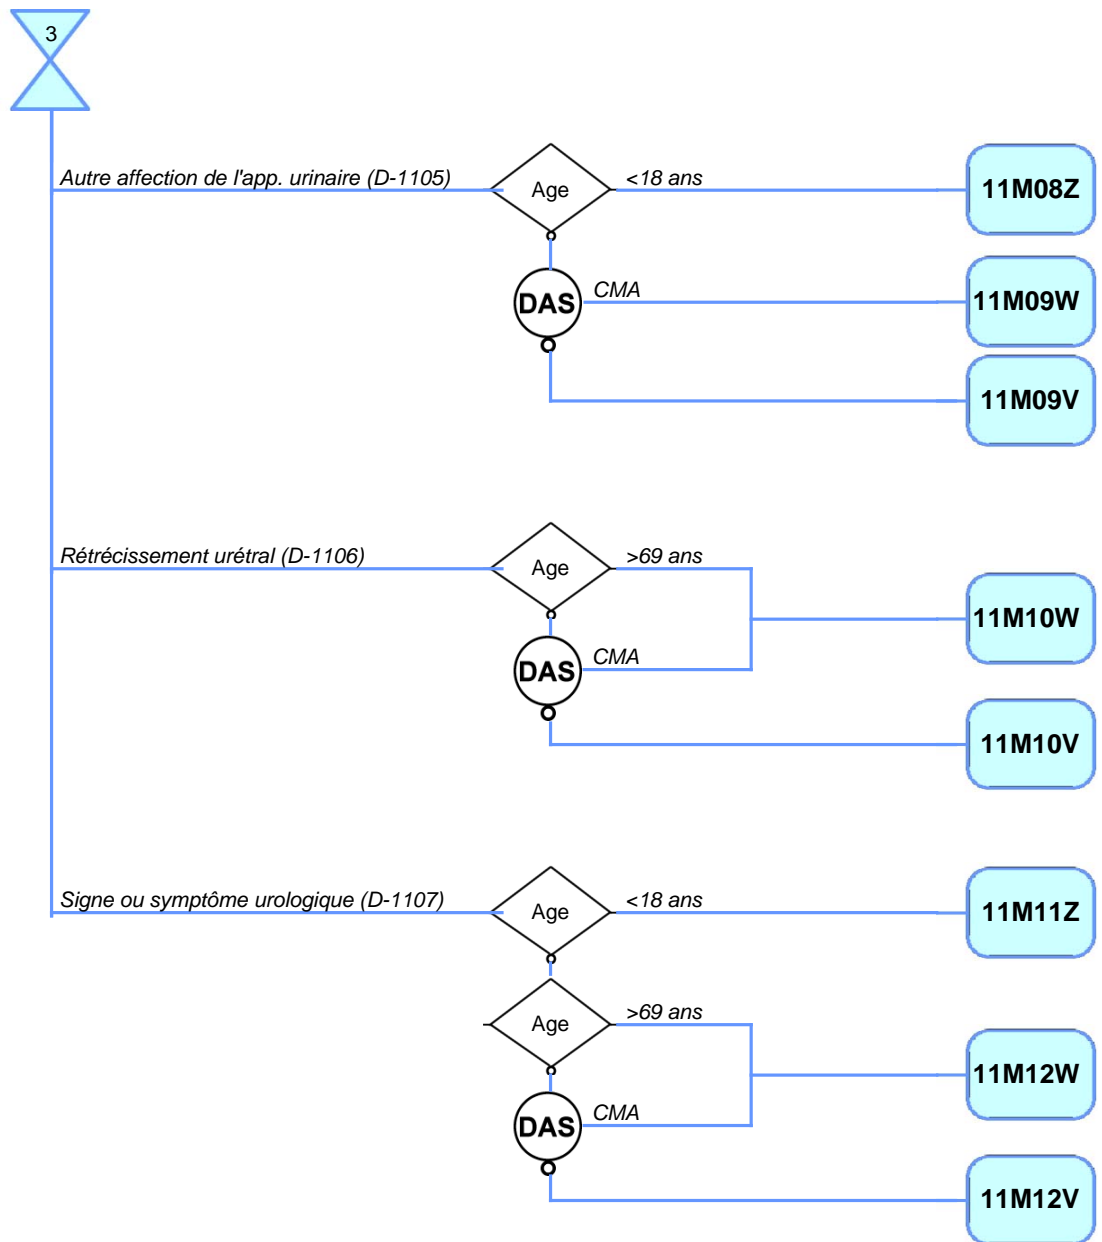 3
Autre affection de l'app. urinaire (D-1105)
Age
<18 ans
11M08Z
DAS
CMA
11M09W
11M09V
Rétrécissement urétral (D-1106)
Age
>69 ans
11M10W
DAS
CMA
11M10V
Signe ou symptôme urologique (D-1107)
Age
<18 ans
11M11Z
Age
>69 ans
11M12W
DAS
CMA
11M12V